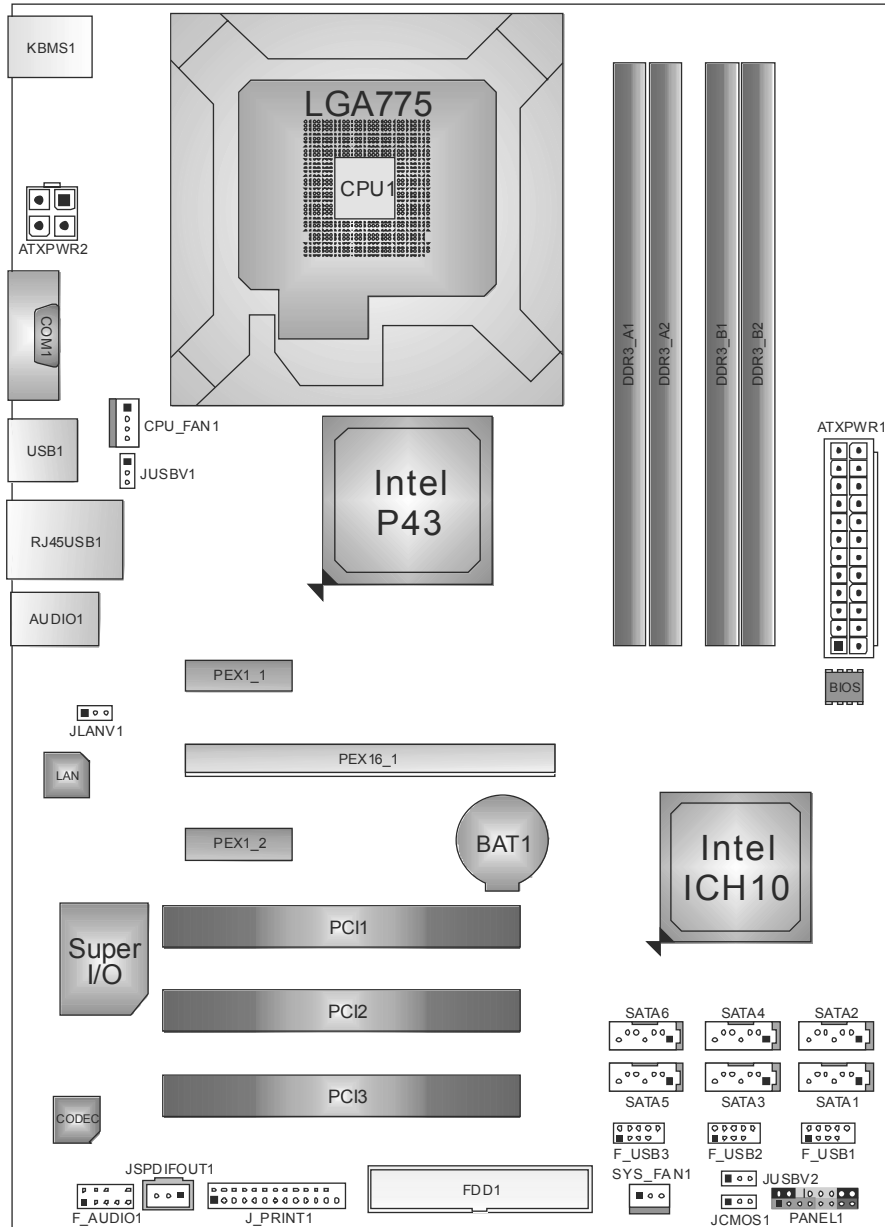 KBMS1
LGA775
CPU1
ATXPWR2
COM1
DDR3_A1
DDR3_A2
DDR3_B1
DDR3_B2
CPU_FAN1
USB1
JUSBV1
ATXPWR1
Intel
P43
RJ45USB1
AUDIO1
PEX1_1
BIOS
JLANV1
LAN
PEX16_1
PEX1_2
BAT1
Intel
ICH10
Super
I/O
PCI1
PCI2
PCI3
SATA6
SATA4
SATA2
SATA5
SATA3
SATA1
CODEC
F_USB3
F_USB2
F_USB1
JSPDIFOUT1
SYS_FAN1
JUSBV2
F_AUDIO1
J_PRINT1
FDD1
JCMOS1
PANEL1